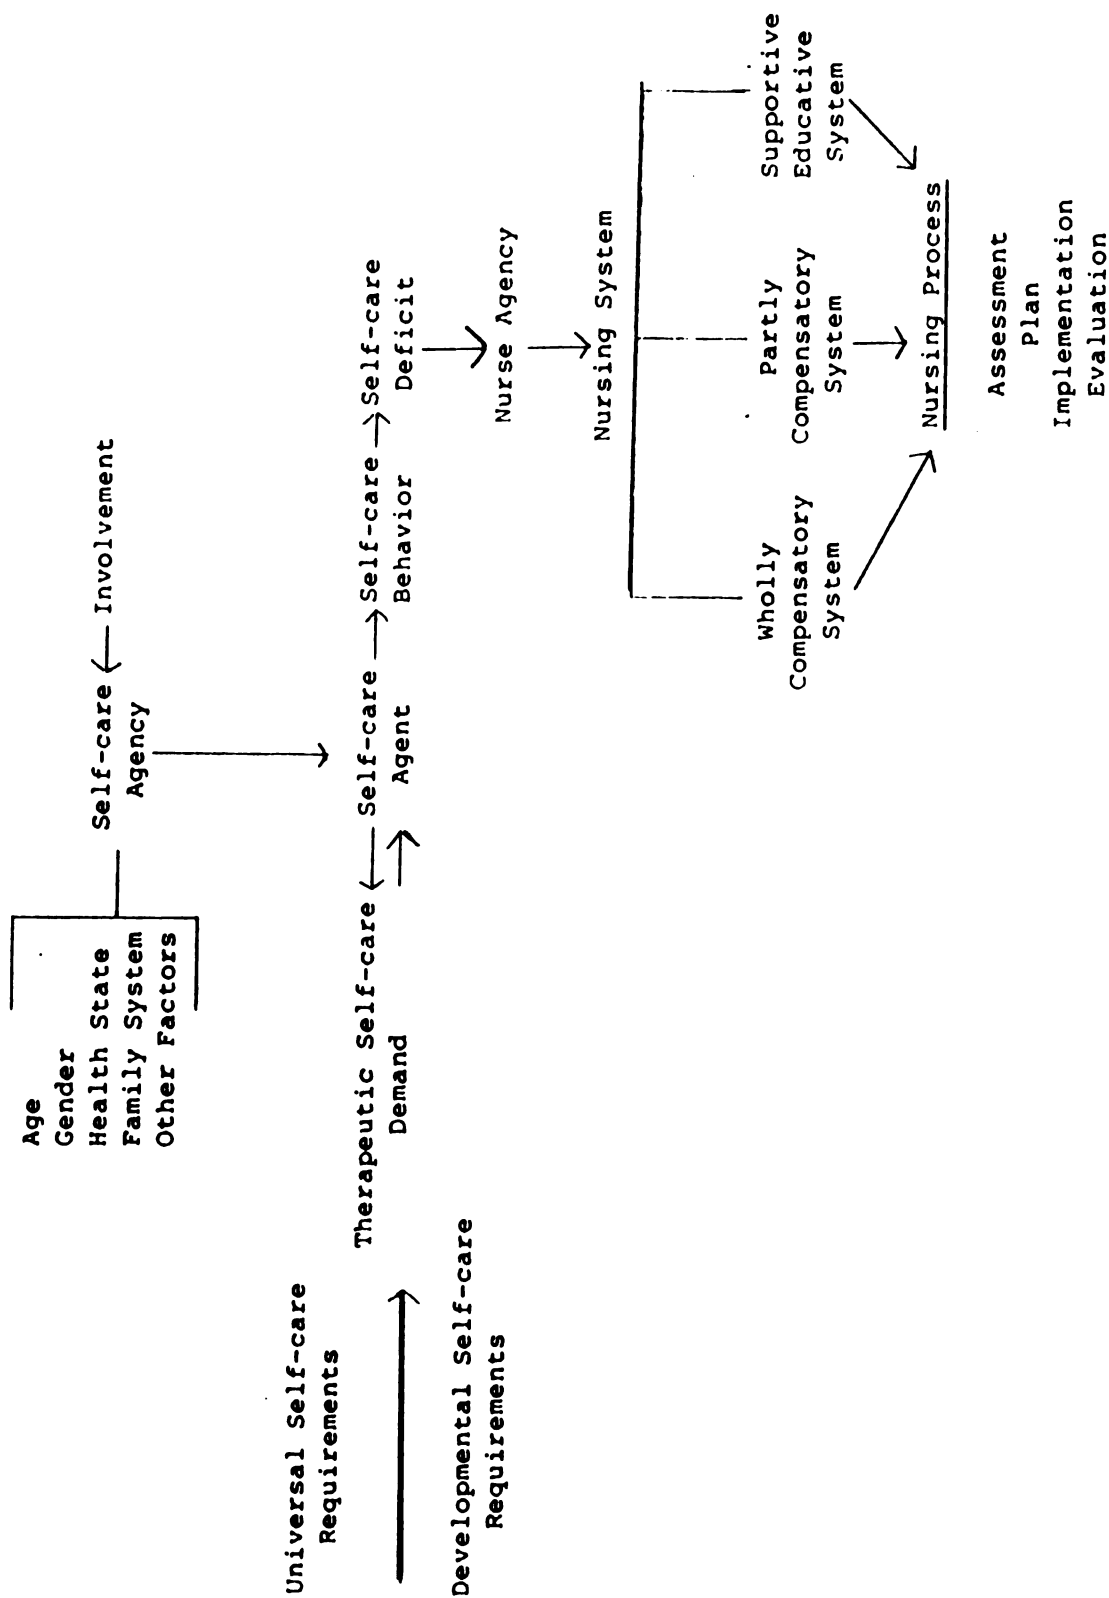 Age
Gender
Health State
Family System
Other Factors
Self-care
Agency
Involvement
Universal Self-care
Requirements
Developmental Self-care
Requirements
Therapeutic Self-care
Demand
Self-care
Agent
Self-care
Behavior
Self-care
Deficit
Nurse Agency
Nursing System
Wholly
Compensatory
System
Partly
Compensatory
System
Supportive
Educative
System
Nursing Process
Assessment
Plan
Implementation
Evaluation